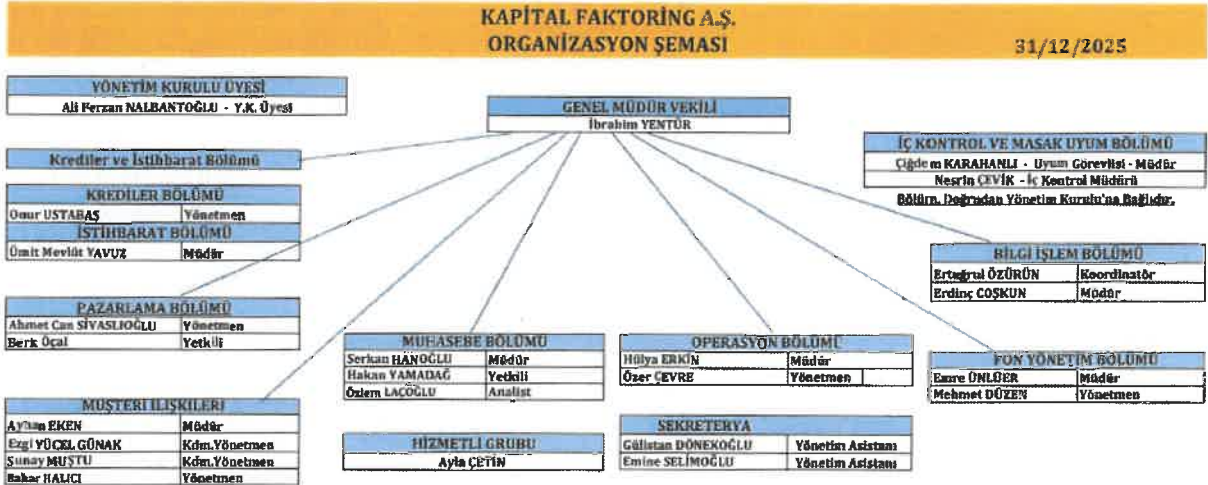 KAPİTAL FAKTORİNG A.Ş.
ORGANİZASYON ŞEMASI
31/12/2025
YÖNETİM KURULU ÜYESİ
Ali Ferzan NALBANTOĞLU - Y.K. Üyesi
GENEL MÜDÜR VEKİLİ
İbrahim YENTÜR
İÇ KONTROL VE MASAK UYUM BÖLÜMÜ
Çiğdem KARAHANLI - Uyum Görevlisi - Müdür
Nesrin ÇEVİK - İç Kontrol Müdürü
Bölüm, Doğrudan Yönetim Kurulu'na Bağlıdır.
Krediler ve İstihbarat Bölümü
KREDİLER BÖLÜMÜ
Onur USTABAŞ Yönetmen
İSTİHBARAT BÖLÜMÜ
Ümit Mevlüt YAVUZ Müdür
BİLGİ İŞLEM BÖLÜMÜ
Ertuğrul ÖZÜRÜN Koordinatör
Erdinç COŞKUN Müdür
PAZARLAMA BÖLÜMÜ
Ahmet Can SİVASLIOĞLU Yönetmen
Berk Öçal Yetkili
MUHASEBE BÖLÜMÜ
Serkan HANOĞLU Müdür
Hakan YAMADAĞ Yetkili
Özlem LAÇOĞLU Analist
OPERASYON BÖLÜMÜ
Hülya ERKİN Müdür
Özer ÇEVRE Yönetmen
FON YÖNETİM BÖLÜMÜ
Emre ÜNLÜER Müdür
Mehmet DÜZEN Yönetmen
MÜŞTERİ İLİŞKİLERİ
Ayhan EKEN Müdür
Ezgi YÜCEL GÜNAK Kdm.Yönetmen
Sunay MUŞTU Kdm.Yönetmen
Bahar HALICI Yönetmen
HİZMETLİ GRUBU
Ayla ÇETİN
SEKRETERYA
Gülistan DÖNEKOĞLU Yönetim Asistanı
Emine SELİMOĞLU Yönetim Asistanı